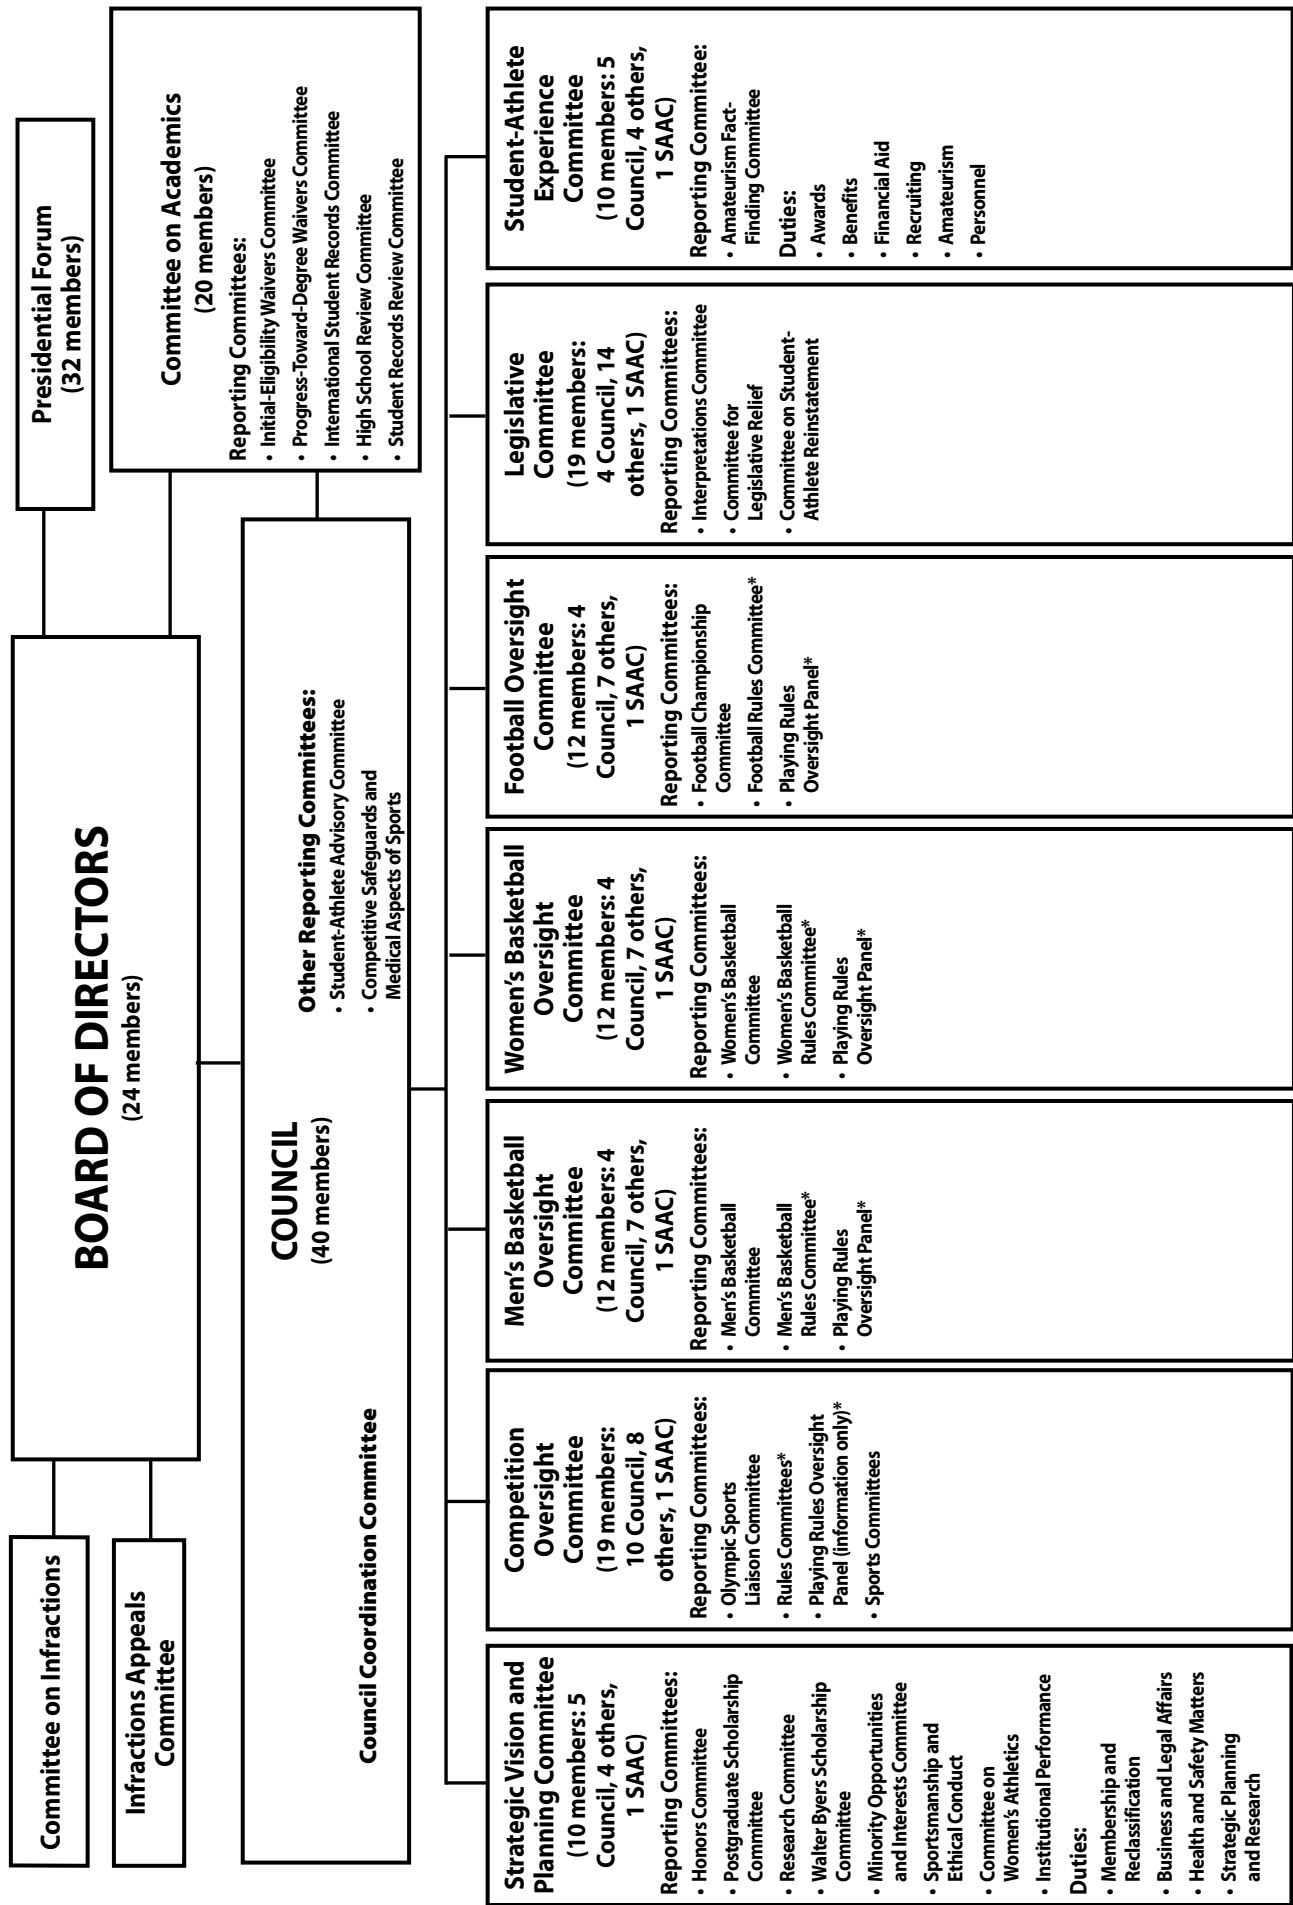 Committee on Infractions
Infractions Appeals
Committee
BOARD OF DIRECTORS
(24 members)
Presidential Forum
(32 members)
Committee on Academics
(20 members)
Reporting Committees:
• Initial-Eligibility Waivers Committee
• Progress-Toward-Degree Waivers Committee
• International Student Records Committee
• High School Review Committee
• Student Records Review Committee
COUNCIL
(40 members)
Council Coordination Committee
Other Reporting Committees:
• Student-Athlete Advisory Committee
• Competitive Safeguards and
Medical Aspects of Sports
Strategic Vision and
Planning Committee
(10 members: 5
Council, 4 others,
1 SAAC)
Reporting Committees:
• Honors Committee
• Postgraduate Scholarship
Committee
• Research Committee
• Walter Byers Scholarship
Committee
• Minority Opportunities
and Interests Committee
• Sportsmanship and
Ethical Conduct
• Committee on
Women's Athletics
• Institutional Performance
Duties:
• Membership and
Reclassification
• Business and Legal Affairs
• Health and Safety Matters
• Strategic Planning
and Research
Competition
Oversight
Committee
(19 members:
10 Council, 8
others, 1 SAAC)
Reporting Committees:
• Olympic Sports
Liaison Committee
• Rules Committees*
• Playing Rules Oversight
Panel (information only)*
• Sports Committees
Men's Basketball
Oversight
Committee
(12 members: 4
Council, 7 others,
1 SAAC)
Reporting Committees:
• Men's Basketball
Committee
• Men's Basketball
Rules Committee*
• Playing Rules
Oversight Panel*
Women's Basketball
Oversight
Committee
(12 members: 4
Council, 7 others,
1 SAAC)
Reporting Committees:
• Women's Basketball
Committee
• Women's Basketball
Rules Committee*
• Playing Rules
Oversight Panel*
Football Oversight
Committee
(12 members: 4
Council, 7 others,
1 SAAC)
Reporting Committees:
• Football Championship
Committee
• Football Rules Committee*
• Playing Rules
Oversight Panel*
Legislative
Committee
(19 members:
4 Council, 14
others, 1 SAAC)
Reporting Committees:
• Interpretations Committee
• Committee for
Legislative Relief
• Committee on Student-
Athlete Reinstatement
Student-Athlete
Experience
Committee
(10 members: 5
Council, 4 others,
1 SAAC)
Reporting Committee:
• Amateurism Fact-
Finding Committee
Duties:
• Awards
• Benefits
• Financial Aid
• Recruiting
• Amateurism
• Personnel